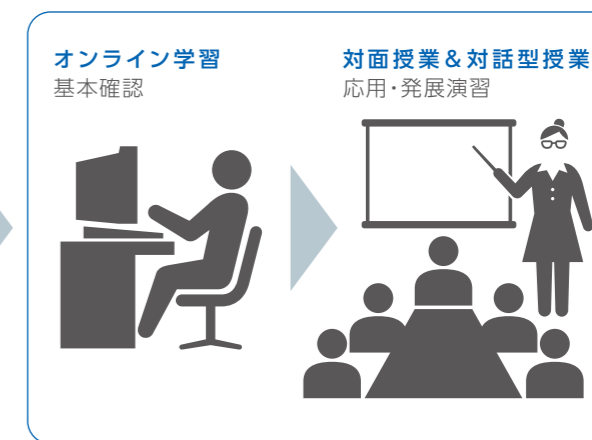 オンライン学習
基本確認
対面授業＆対話型授業
応用・発展演習